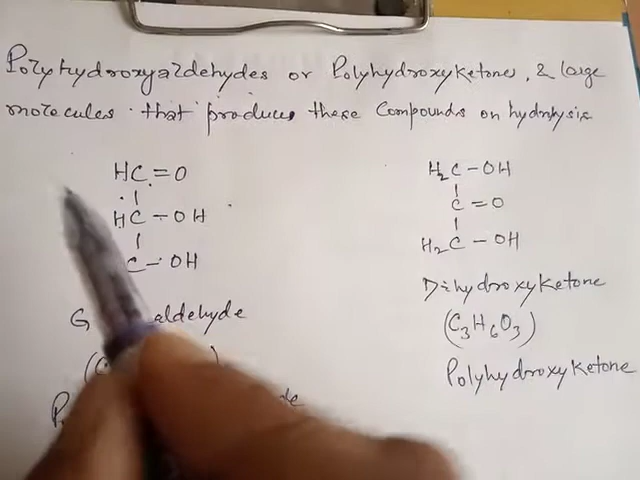 Polyhydroxyaldehydes or Polyhydroxyketones, & large
molecules that produces these compounds on hydrolysis
HC=O
HC-OH
C-OH
G aldehyde
(C )
P de
H2C-OH
C=O
H2C-OH
Dihydroxyketone
(C3H6O3)
Polyhydroxyketone